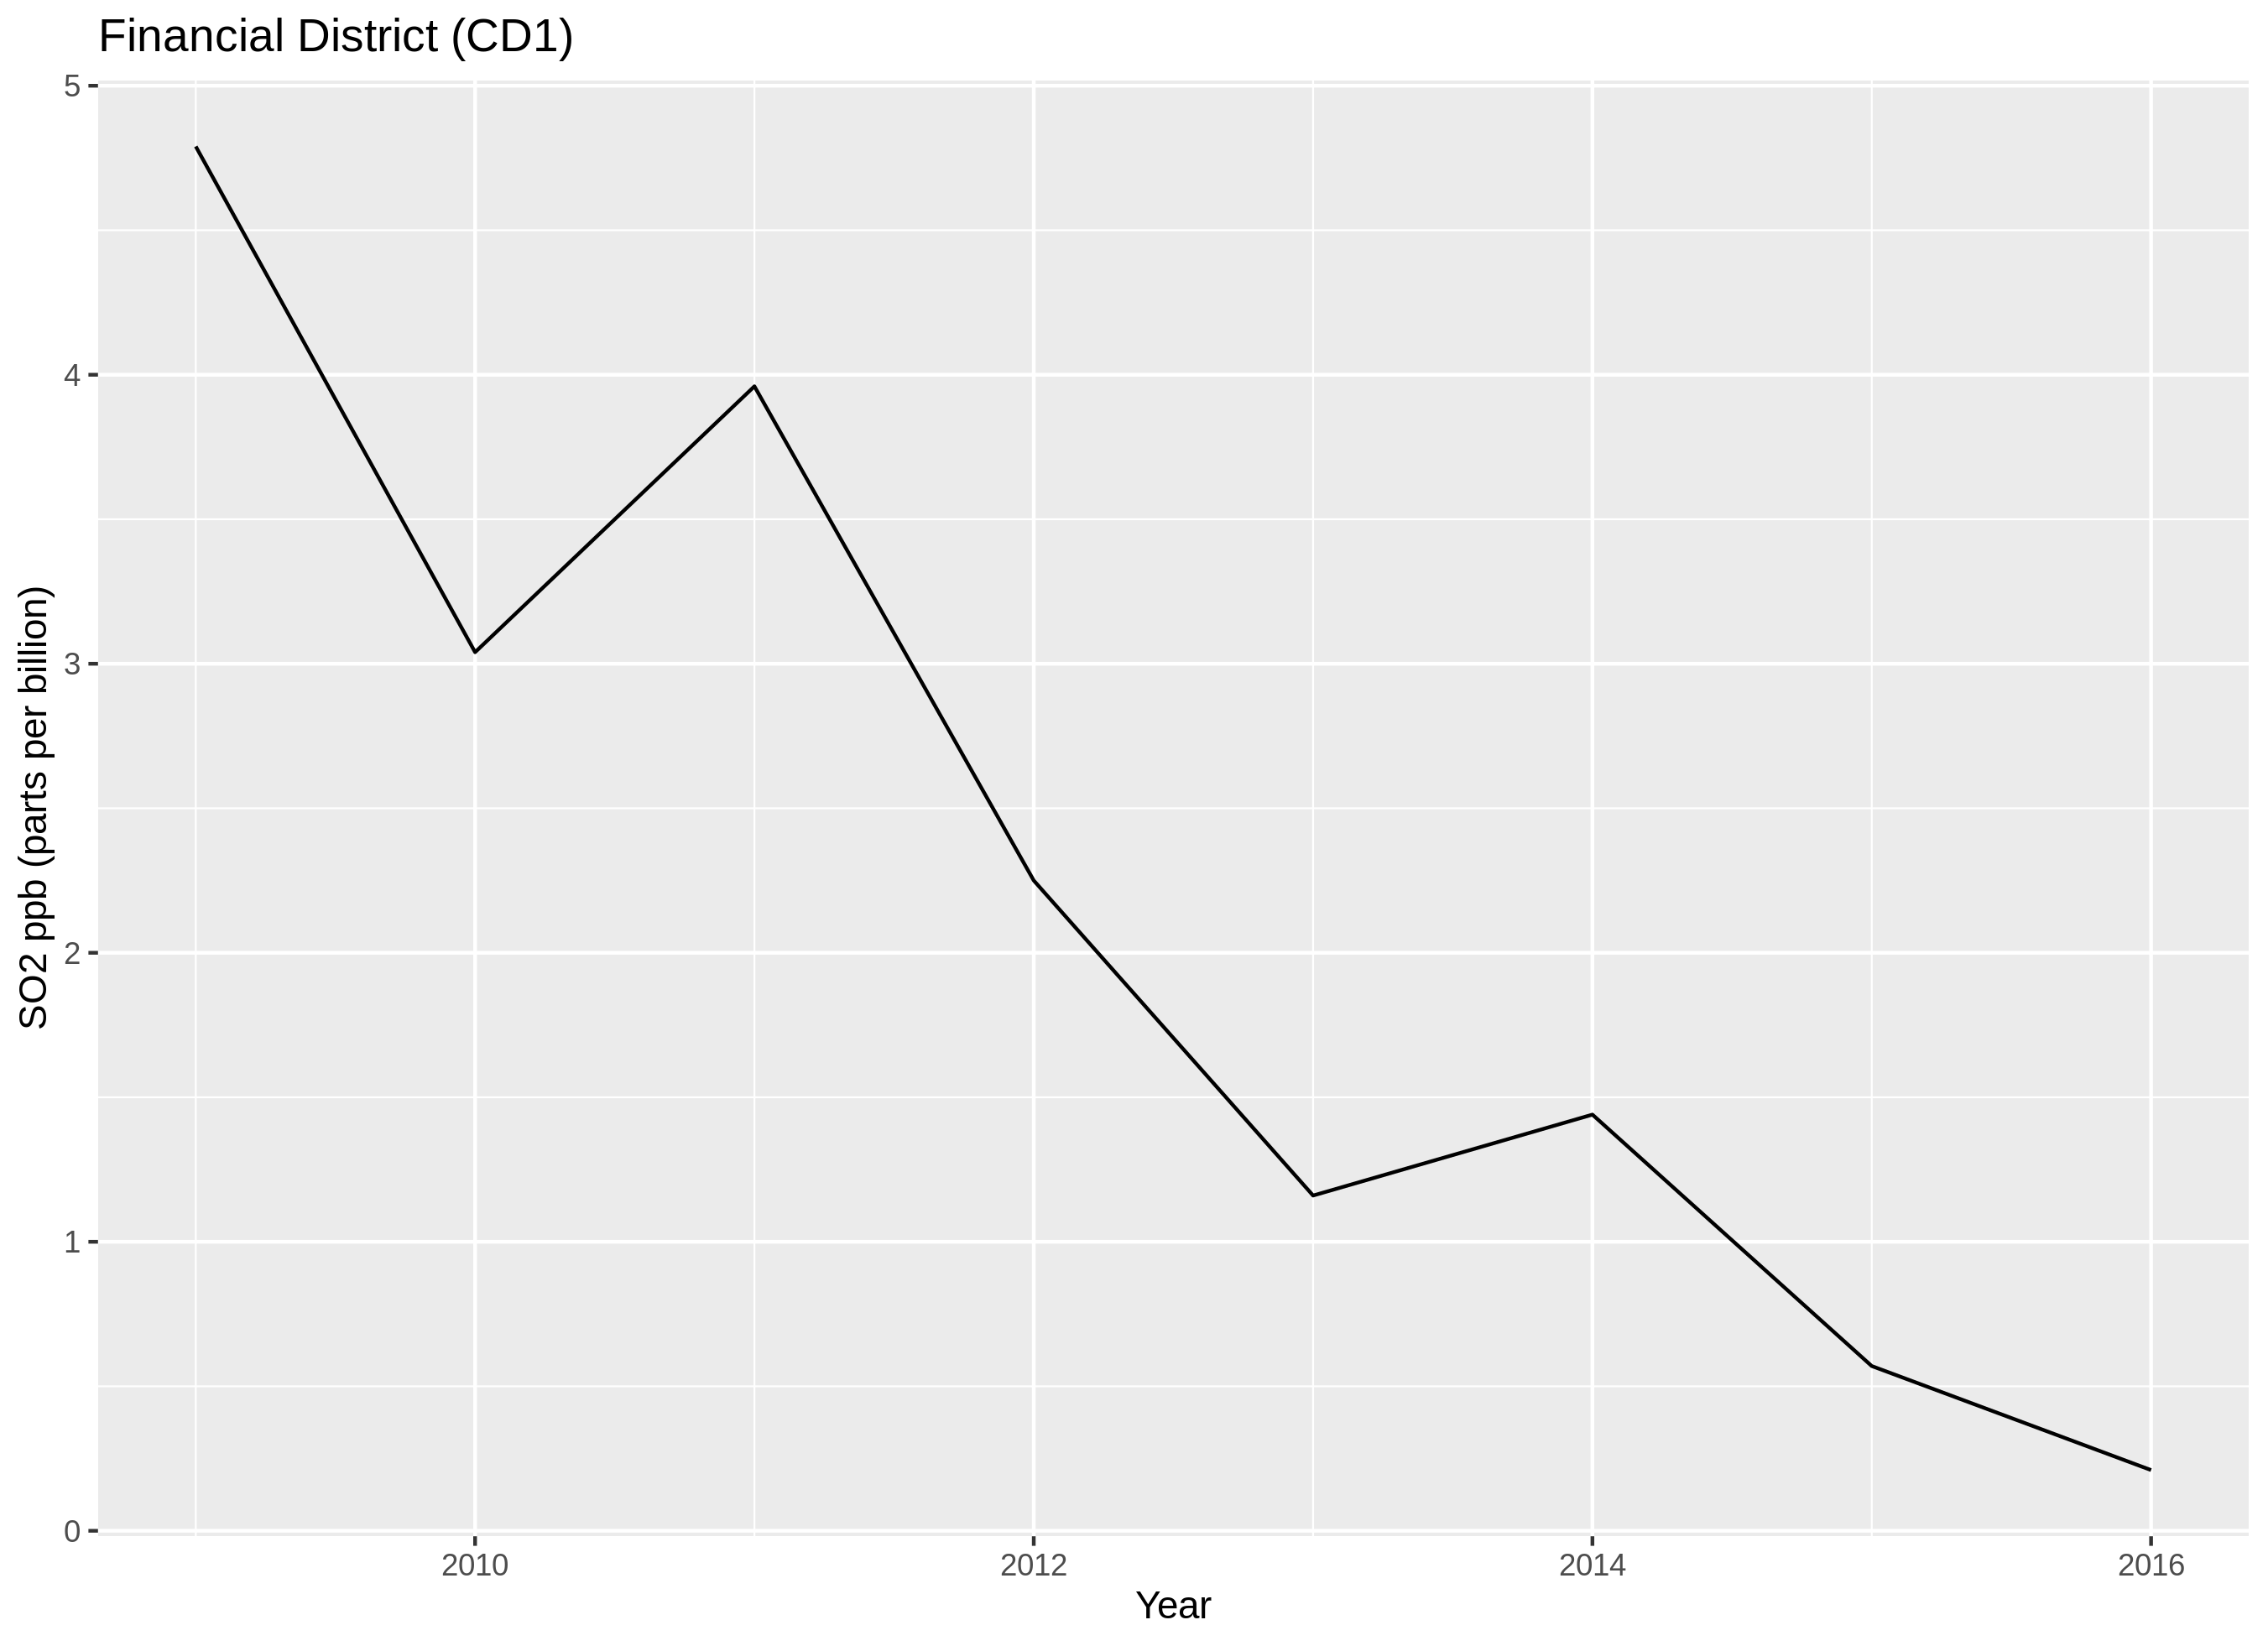 Financial District (CD1)
5
4
3
2
1
0
SO2 ppb (parts per billion)
2010 2012 2014 2016
Year